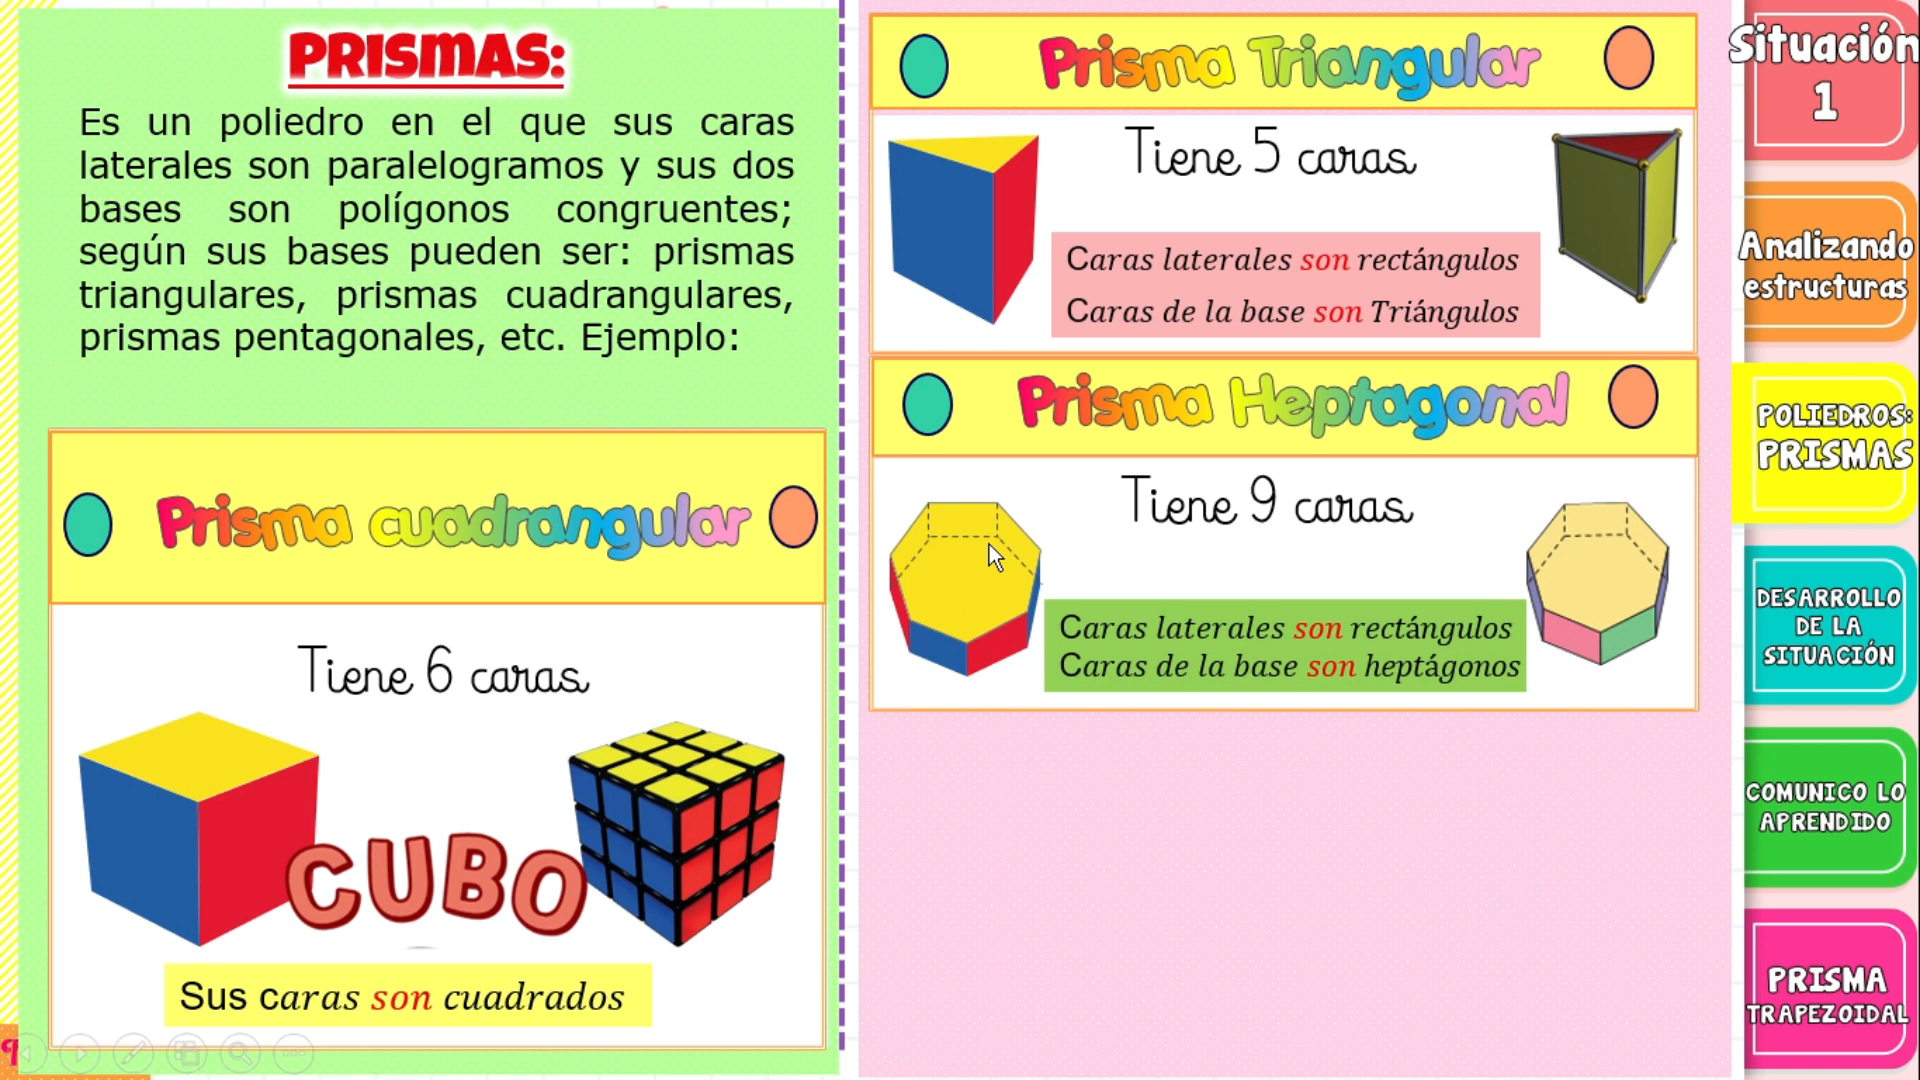 PRISMAS:
Es un poliedro en el que sus caras
laterales son paralelogramos y sus dos
bases son polígonos congruentes;
según sus bases pueden ser: prismas
triangulares, prismas cuadrangulares,
prismas pentagonales, etc. Ejemplo:
Prisma cuadrangular
Tiene 6 caras
CUBO
Sus caras son cuadrados
Prisma Triangular
Tiene 5 caras
Caras laterales son rectángulos
Caras de la base son Triángulos
Prisma Heptagonal
Tiene 9 caras
Caras laterales son rectángulos
Caras de la base son heptágonos
Situación
1
Analizando
estructuras
POLIEDROS:
PRISMAS
DESARROLLO
DE LA
SITUACIÓN
COMUNICO LO
APRENDIDO
PRISMA
TRAPEZOIDAL